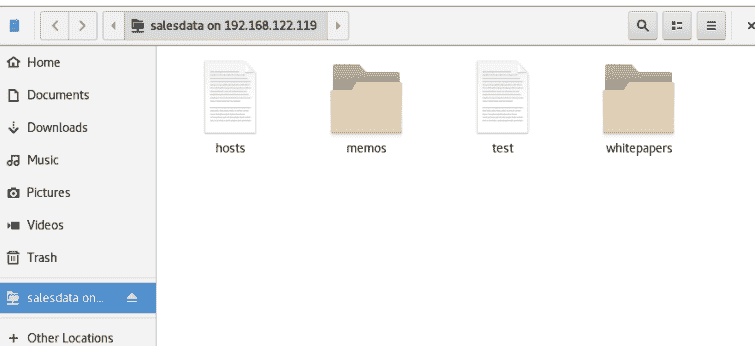 salesdata on 192.168.122.119
Home
Documents
Downloads
Music
Pictures
Videos
Trash
salesdata on...
Other Locations
hosts
memos
test
whitepapers